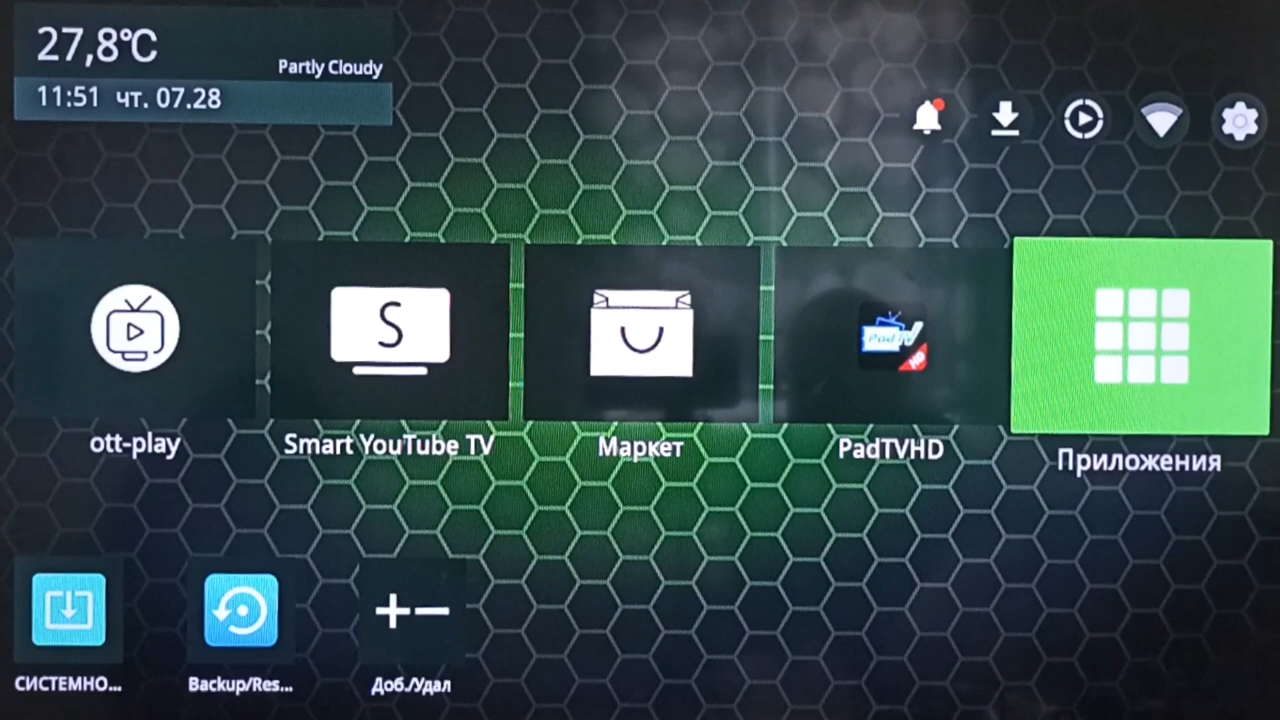 27,8℃
Partly Cloudy
11:51 чт. 07.28
S
PadTV
HD
ott-play
Smart YouTube TV
Маркет
PadTVHD
Приложения
СИСТЕМНО...
Backup/Res...
Доб./Удал